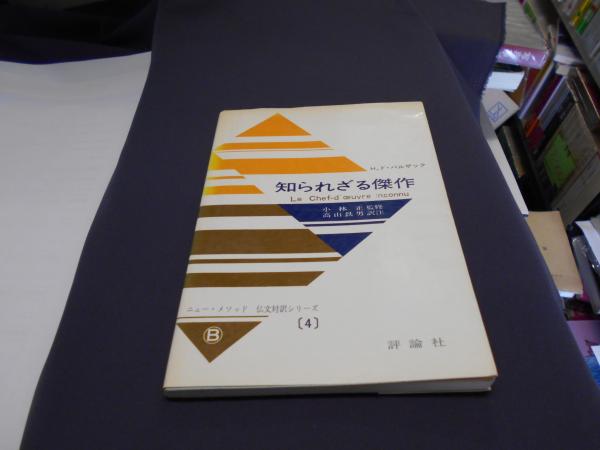 H。ド・バルザック
知られざる傑作
Le Chef-d'œuvre inconnu
小林正監修
高山鉄男訳注
ニュー・メソッド 仏文対訳シリーズ
〔4〕
B
評論社